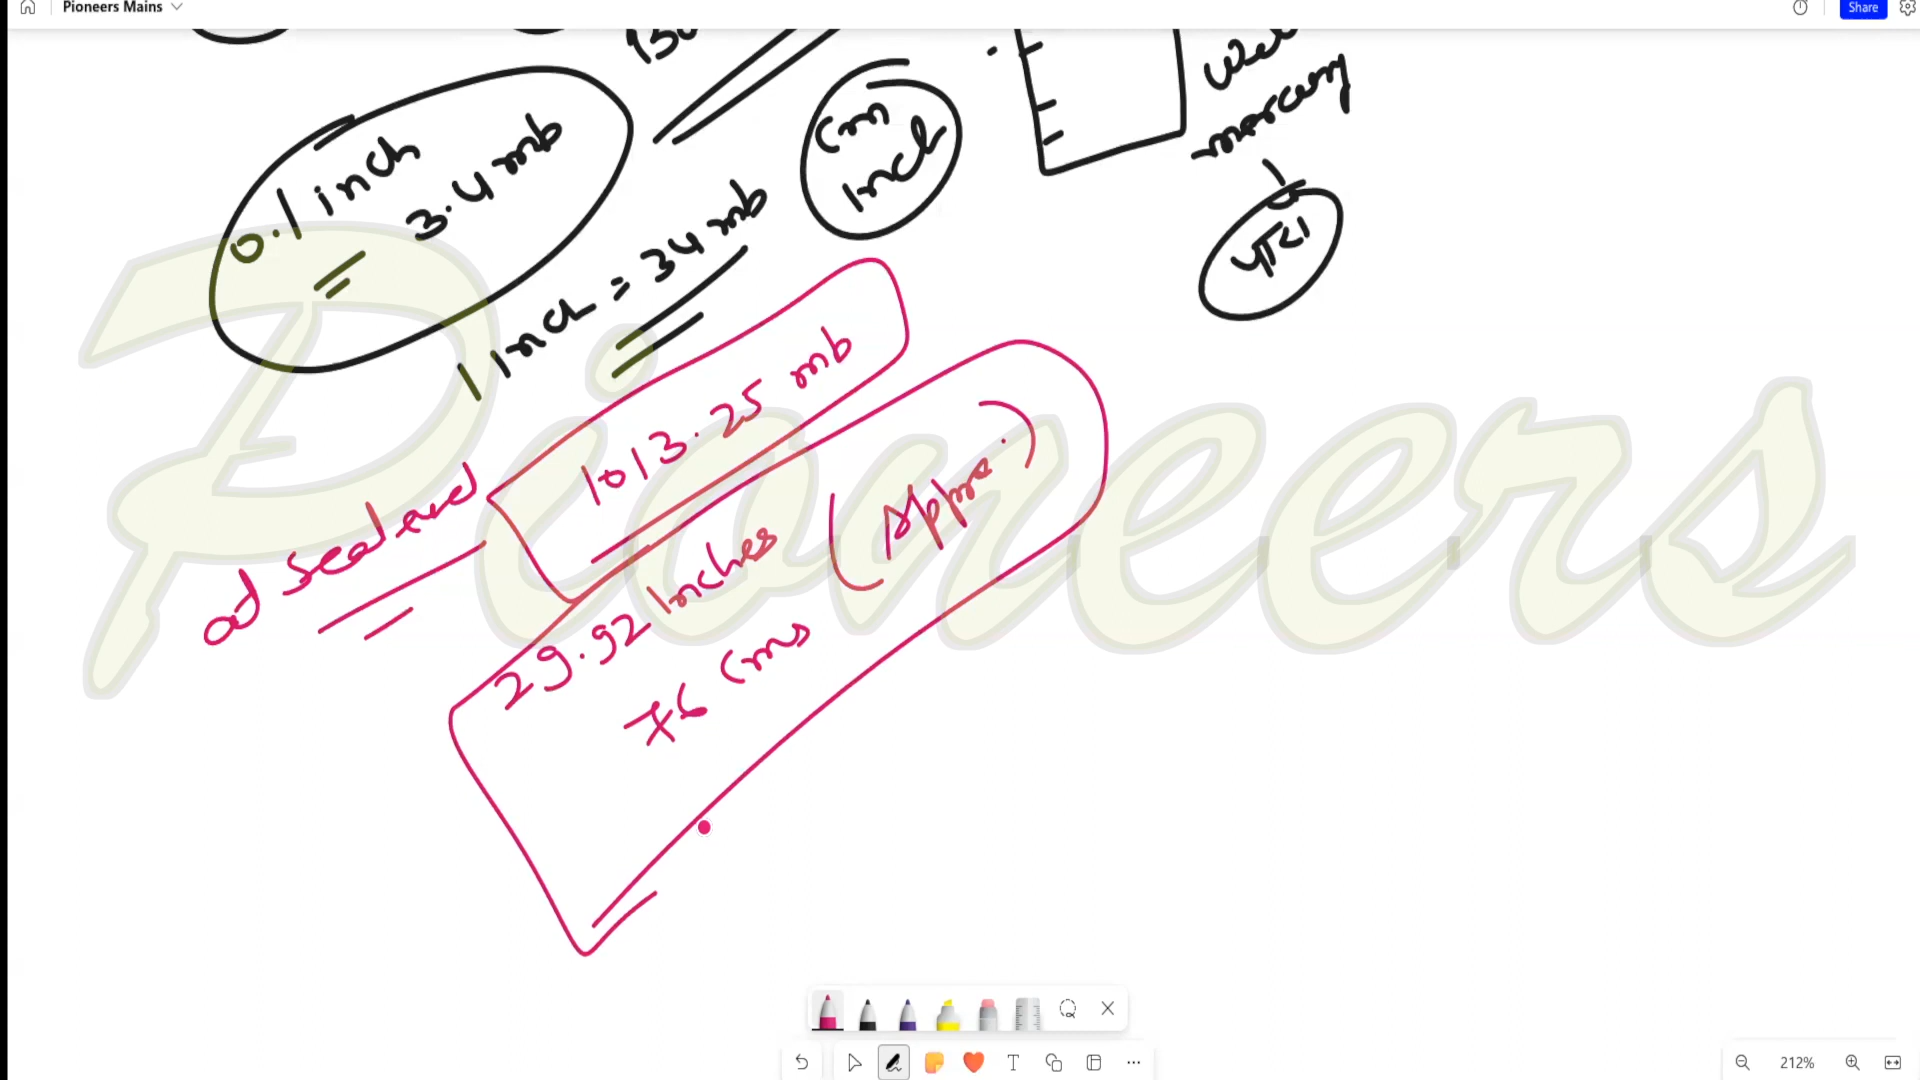 Pioneers Mains
Share
0.1 inch
3.4 mb
1 Inch = 34 mb
Cm
Inch
mercury
पारा
at sea level
1013.25 mb
29.92 Inches
(Appro.)
76 Cms
Pioneers
212%